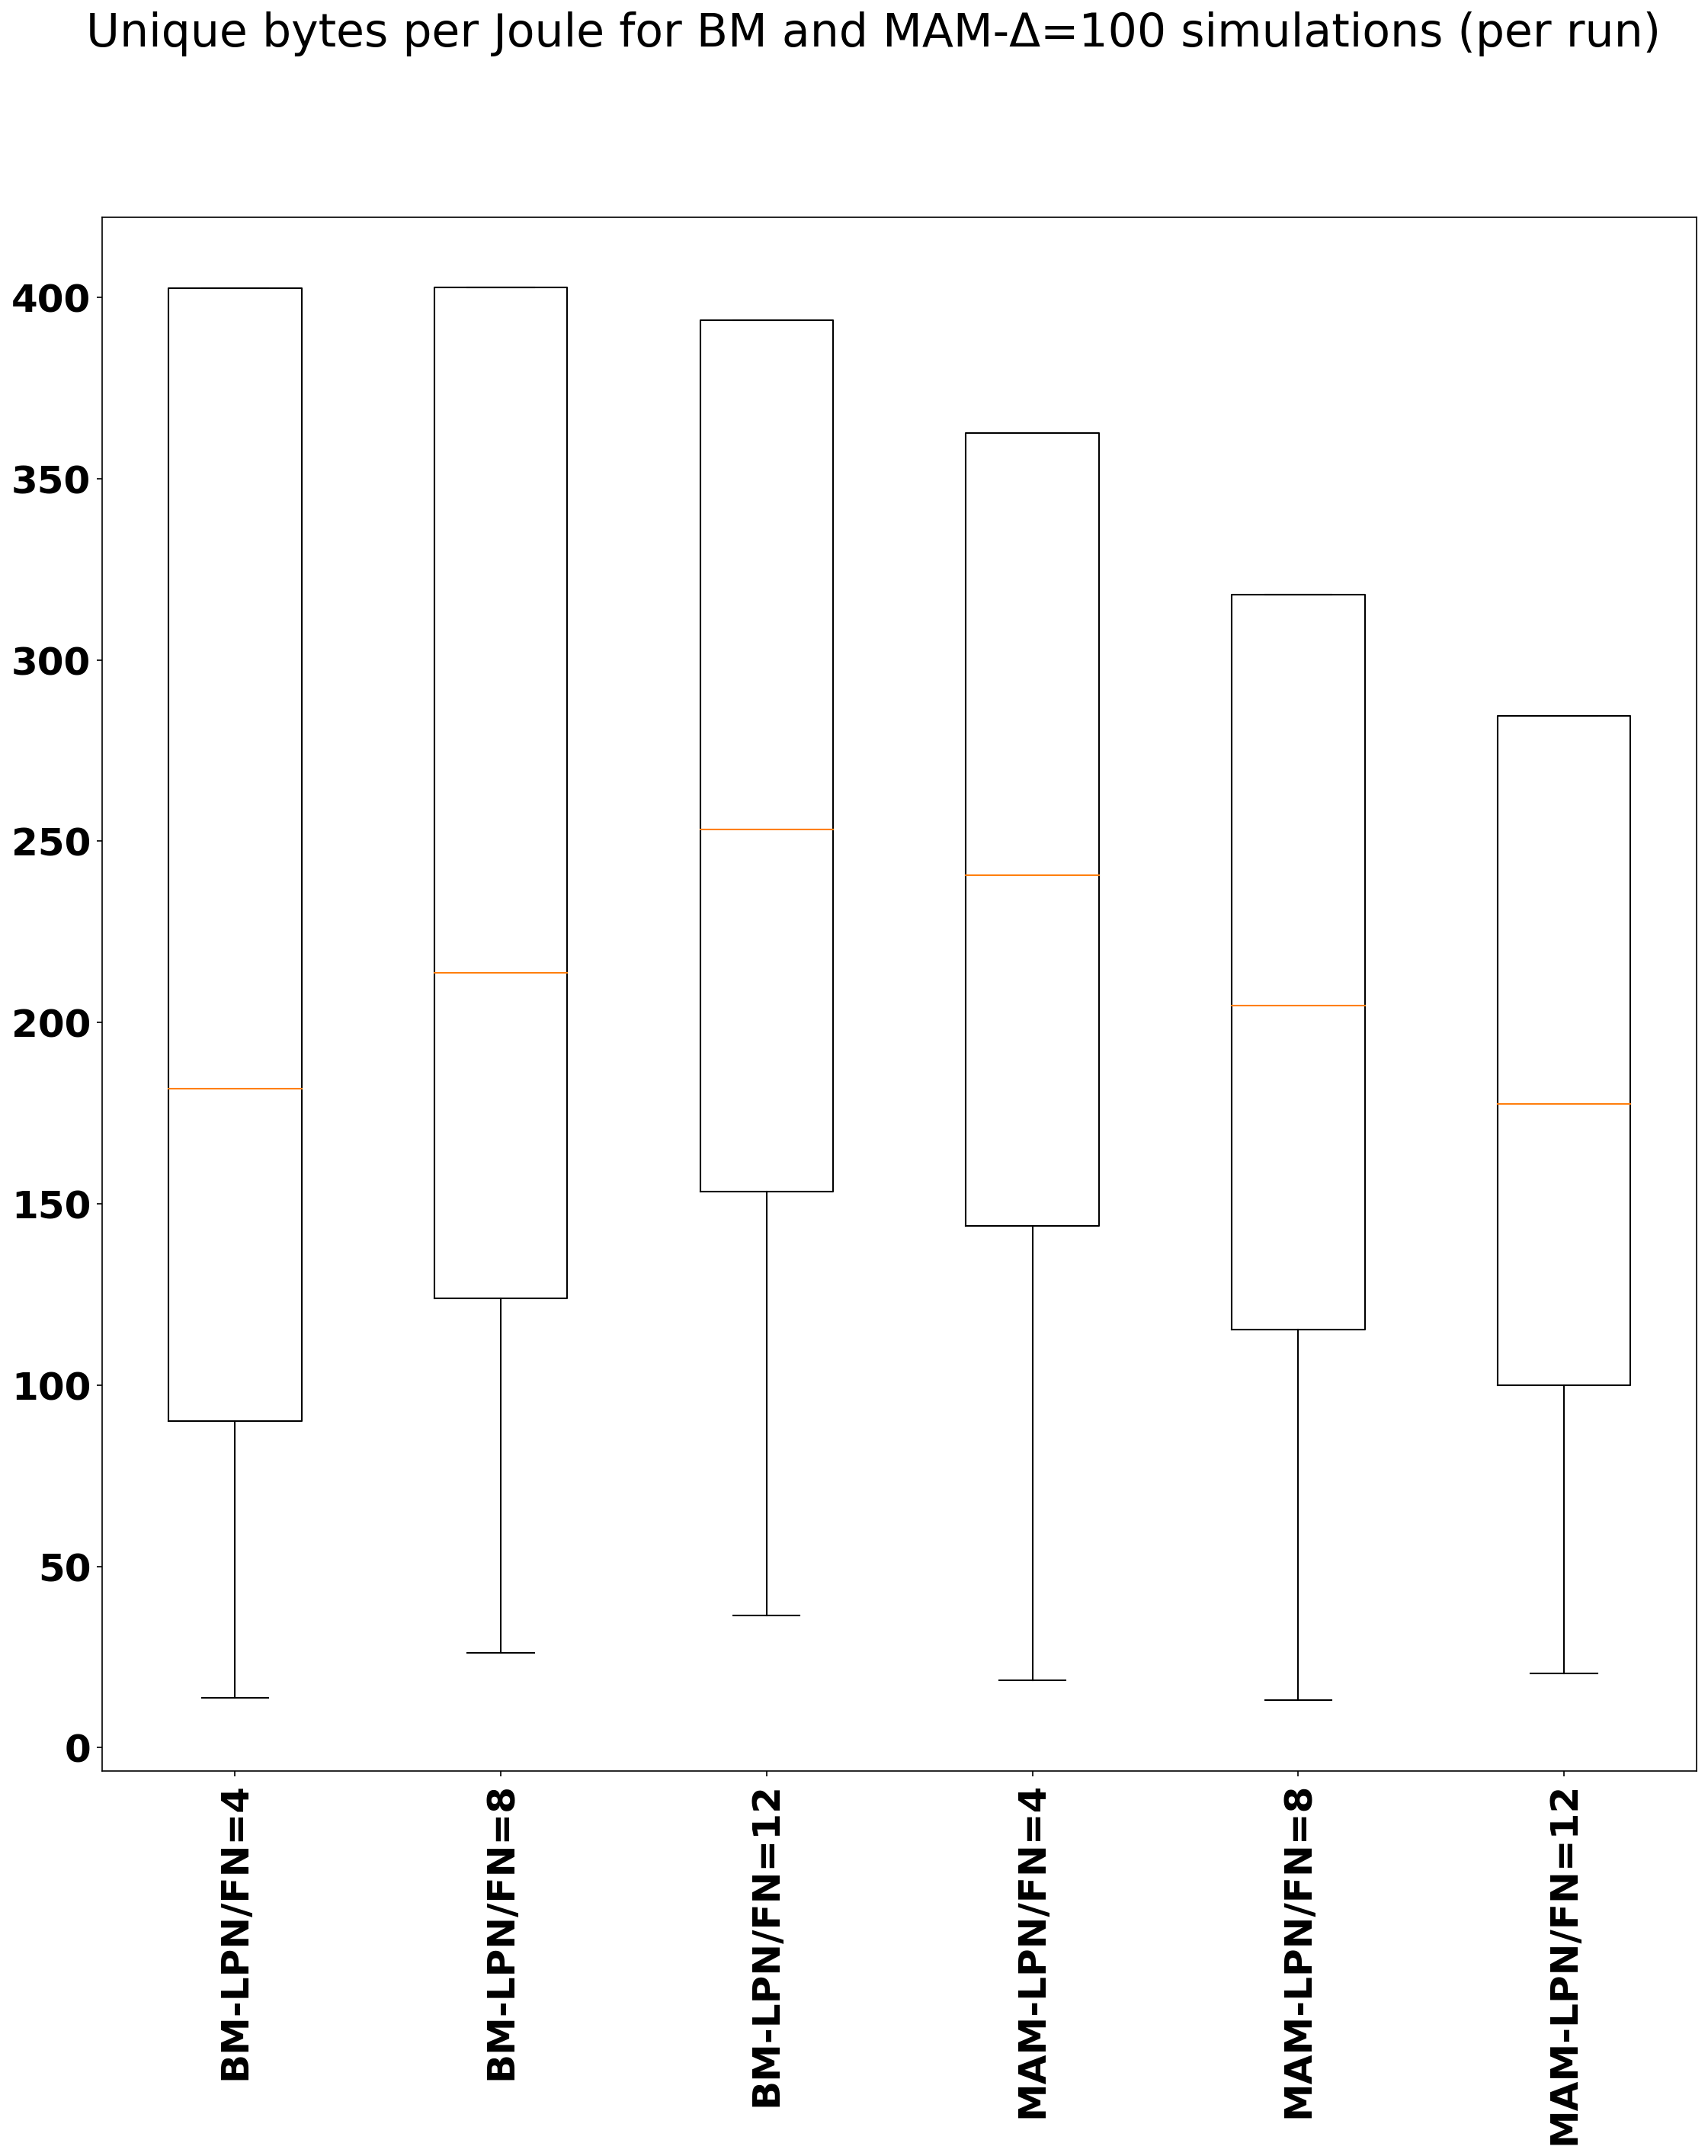 Unique bytes per Joule for BM and MAM-Δ=100 simulations (per run)
400
350
300
250
200
150
100
50
0
BM-LPN/FN=4
BM-LPN/FN=8
BM-LPN/FN=12
MAM-LPN/FN=4
MAM-LPN/FN=8
MAM-LPN/FN=12